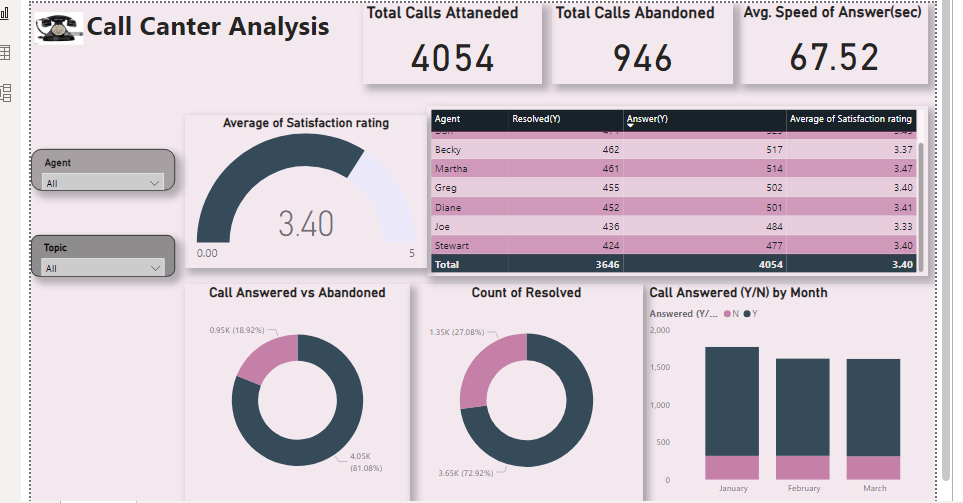 Call Canter Analysis
Total Calls Attaneded
4054
Total Calls Abandoned
946
Avg. Speed of Answer(sec)
67.52
Agent
All
Topic
All
Average of Satisfaction rating
3.40
0.00
5
Agent Resolved(Y) Answer(Y) Average of Satisfaction rating
Becky 462 517 3.37
Martha 461 514 3.47
Greg 455 502 3.40
Diane 452 501 3.41
Joe 436 484 3.33
Stewart 424 477 3.40
Total 3646 4054 3.40
Call Answered vs Abandoned
0.95K (18.92%)
4.05K
(81.08%)
Count of Resolved
1.35K (27.08%)
3.65K (72.92%)
Call Answered (Y/N) by Month
Answered (Y/... N Y
2,000
1,500
1,000
500
0
January February March